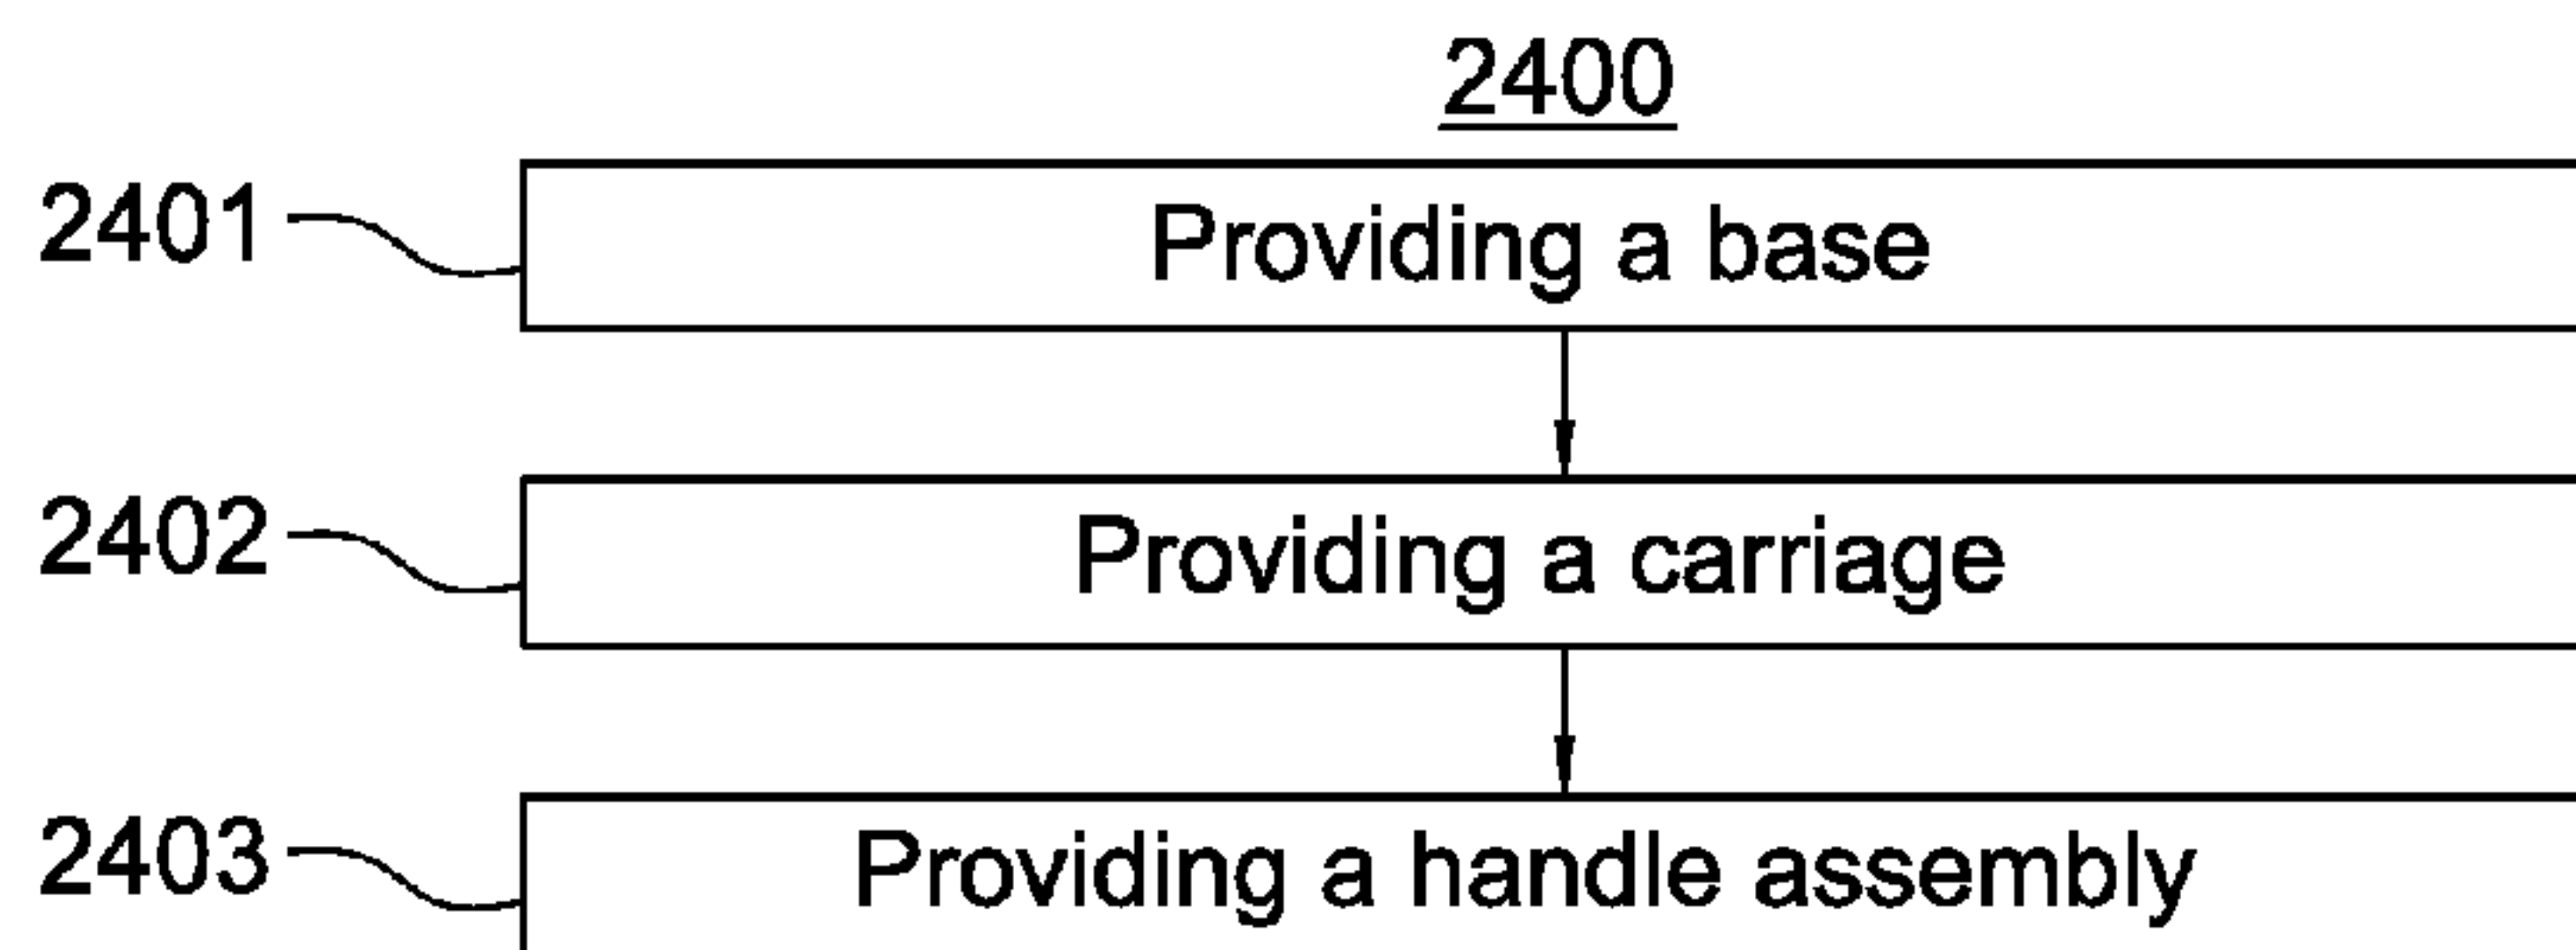 2400
2401
Providing a base
2402
Providing a carriage
2403
Providing a handle assembly